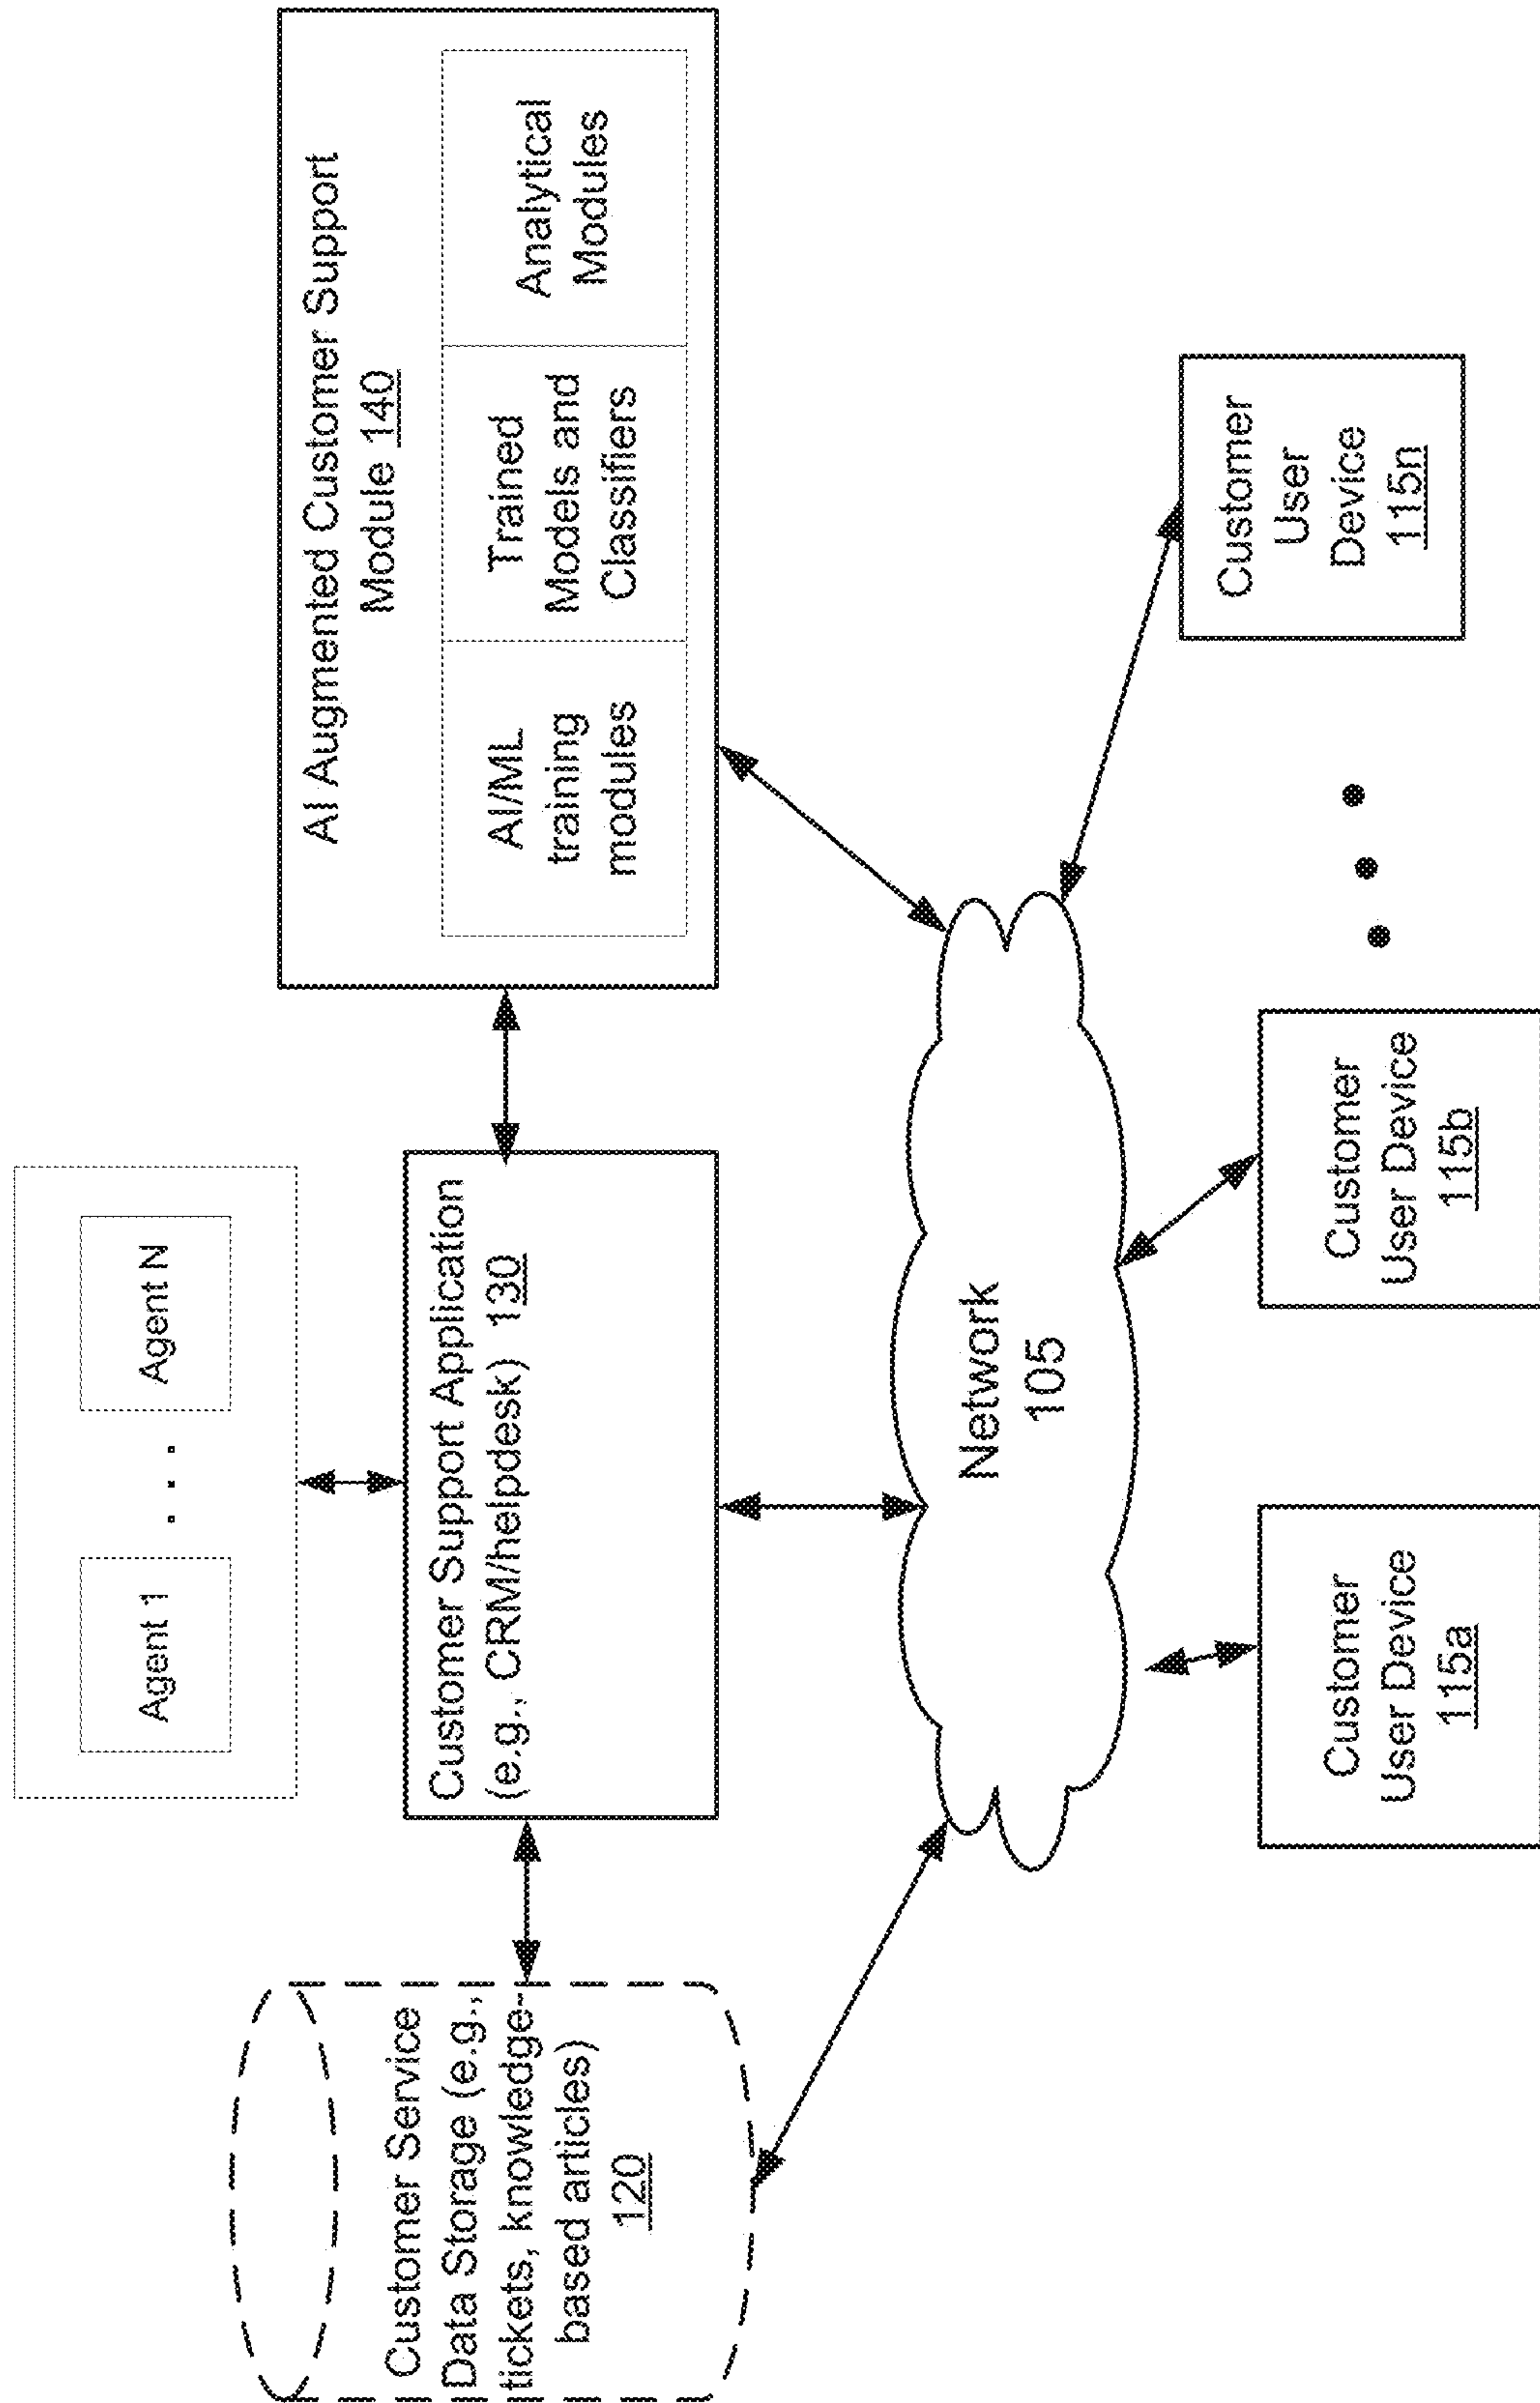 Agent 1
Agent N
Customer Service
Data Storage (e.g.,
tickets, knowledge-
based articles)
120
Customer Support Application
(e.g., CRM/helpdesk) 130
AI Augmented Customer Support
Module 140
AI/ML
training
modules
Trained
Models and
Classifiers
Analytical
Modules
Network
105
Customer
User Device
115a
Customer
User Device
115b
Customer
User
Device
115n